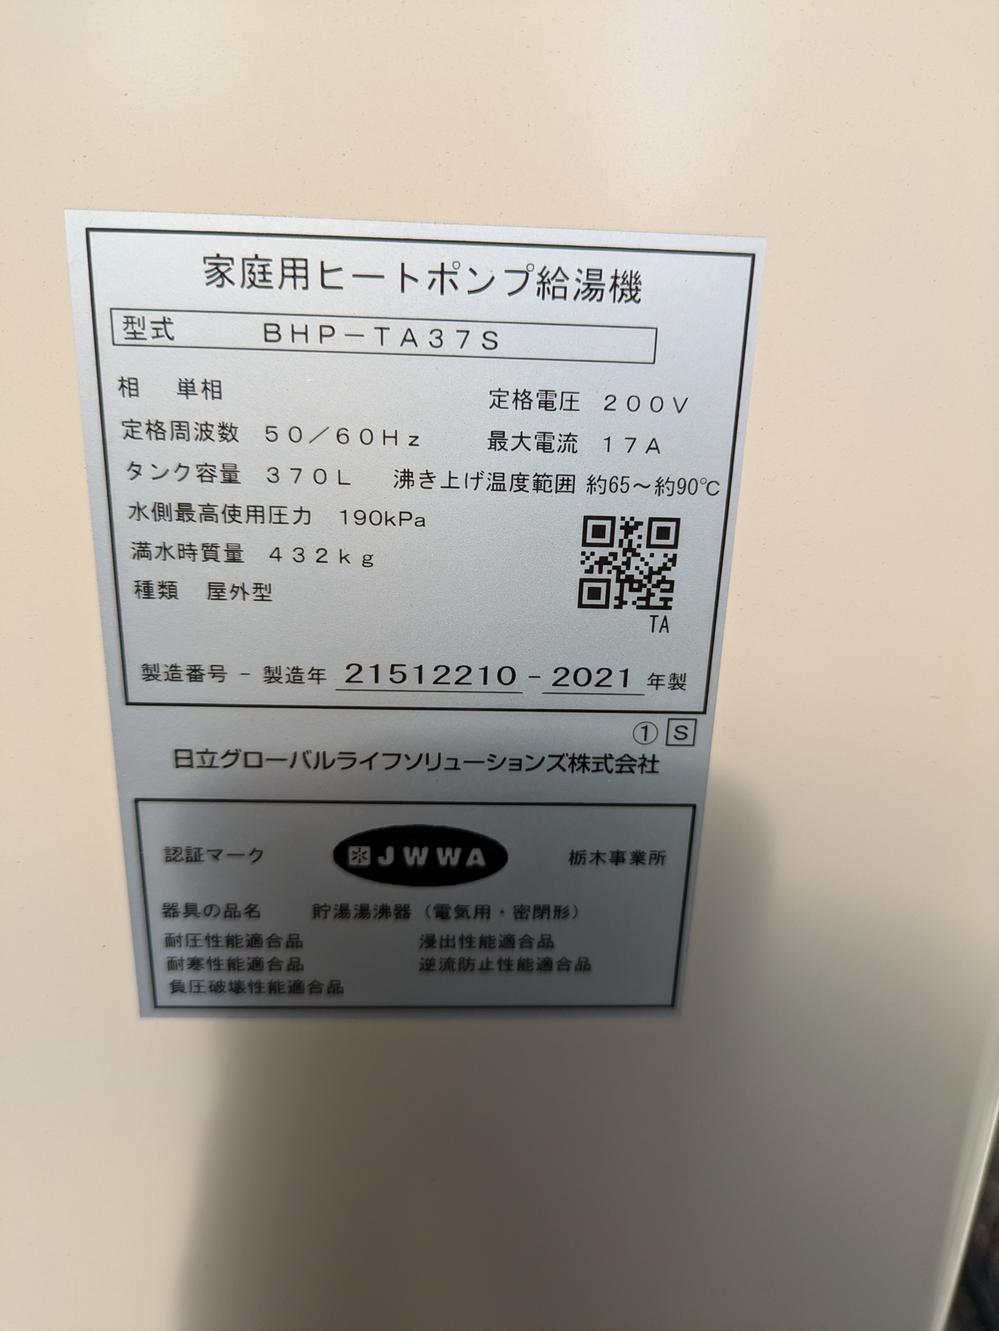 家庭用ヒートポンプ給湯機
型式 BHP-TA37S
相 単相 定格電圧 200V
定格周波数 50/60Hz 最大電流 17A
タンク容量 370L 沸き上げ温度範囲 約65~約90℃
水側最高使用圧力 190kPa
満水時質量 432kg
種類 屋外型
TA
製造番号 - 製造年 21512210 - 2021 年製
① S
日立グローバルライフソリューションズ株式会社
認証マーク JWWA 栃木事業所
器具の品名 貯湯湯沸器(電気用・密閉形)
耐圧性能適合品 浸出性能適合品
耐寒性能適合品 逆流防止性能適合品
負圧破壊性能適合品